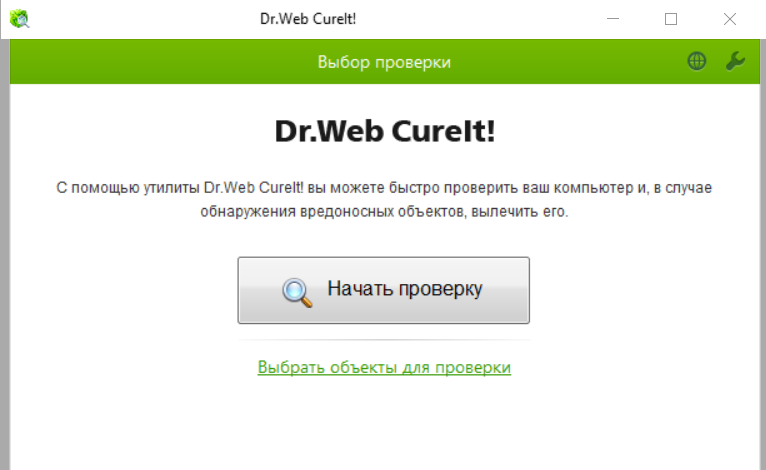 Dr.Web CureIt!
Выбор проверки
Dr.Web CureIt!
С помощью утилиты Dr.Web CureIt! вы можете быстро проверить ваш компьютер и, в случае
обнаружения вредоносных объектов, вылечить его.
Начать проверку
Выбрать объекты для проверки